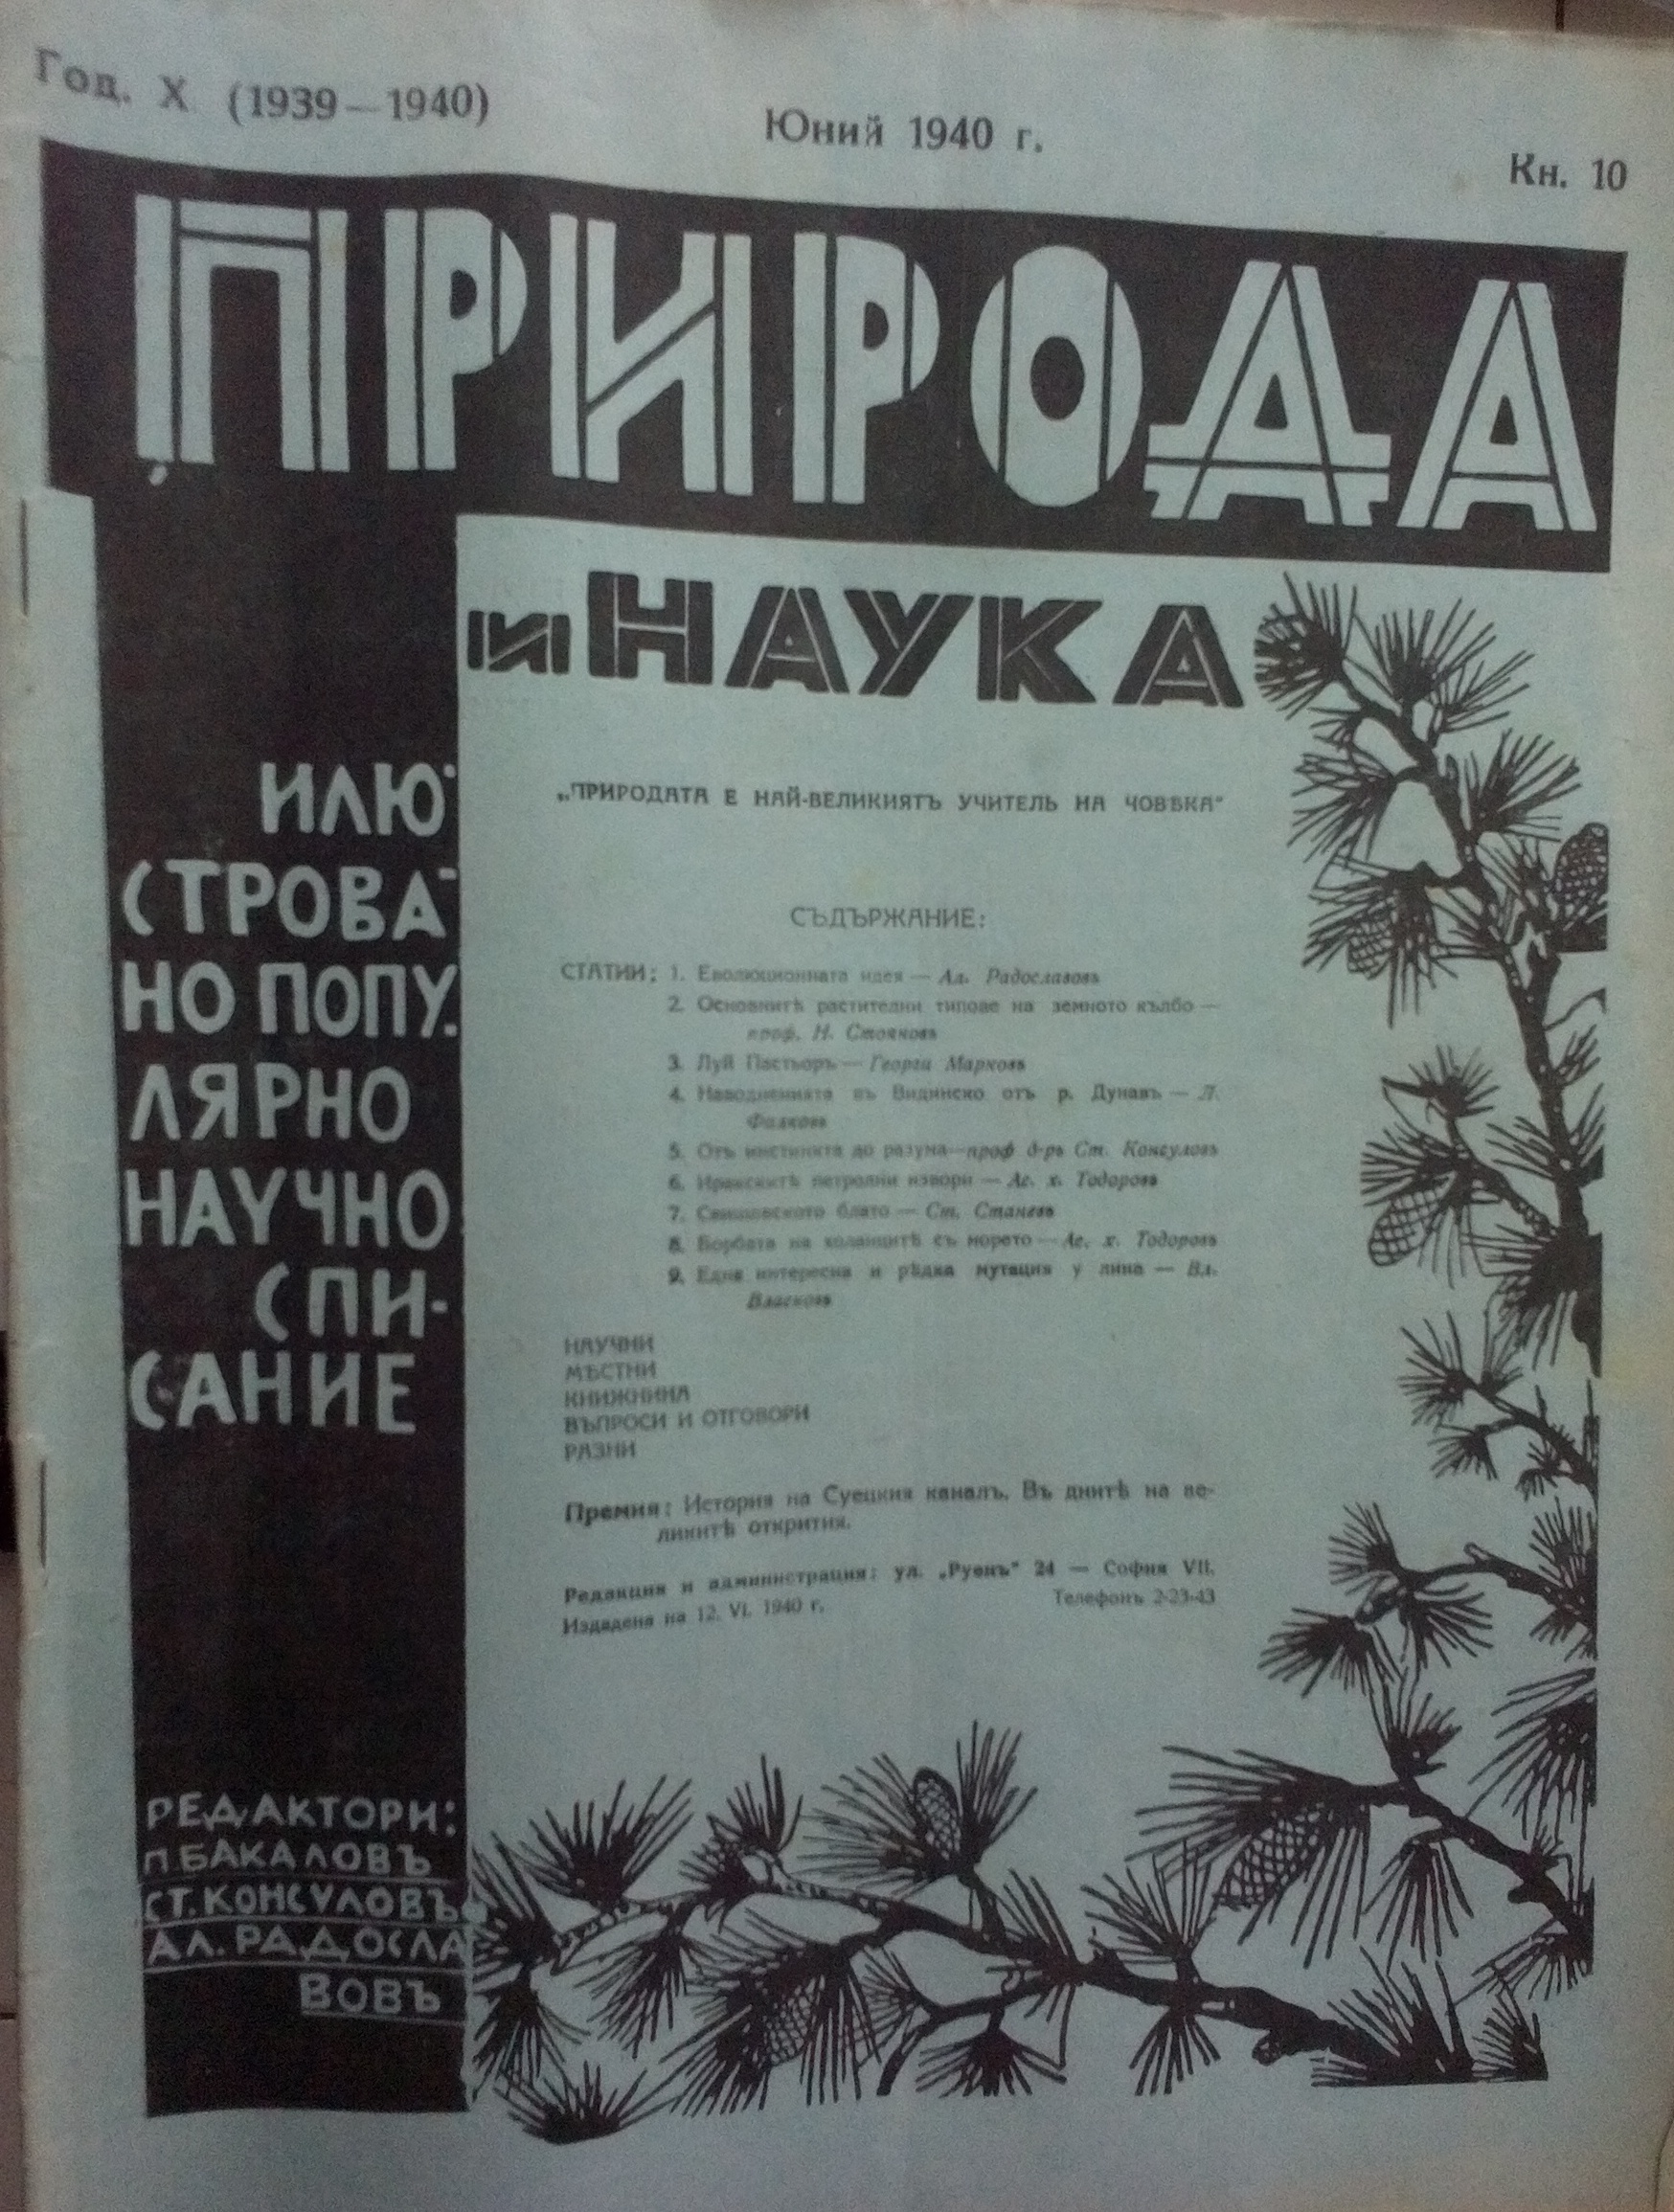 Год. X (1939—1940)
Юний 1940 г.
Кн. 10
ПРИРОДА
И НАУКА
ИЛЮ-
СТРОВА-
НО ПОПУ-
ЛЯРНО
НАУЧНО
СПИ-
САНИЕ
„ПРИРОДАТА Е НАЙ-ВЕЛИКИЯТЪ УЧИТЕЛЬ НА ЧОВѢКА“
СЪДЪРЖАНИЕ:
СТАТИИ: 1. Еволюционната идея — Ал. Радославовъ
2. Основнитѣ растителни типове на земното кълбо —
проф. Н. Стояновъ
3. Луй Пастьоръ — Георги Марковъ
4. Наводненията въ Видинско отъ р. Дунавъ —
5. Отъ инстинкта до разума—проф д-ръ Ст. Консуловъ
6. Иракскитѣ петролни извори — Ас. х. Тодоровъ
7. Свищовското блато — Ст. Станевъ
8. Борбата на холандцитѣ съ морето — Ас. х. Тодоровъ
9. Една интересна и рѣдка мутация у лина — Вл.
Власковъ
НАУЧНИ
МѢСТНИ
КНИЖНИНА
ВЪПРОСИ И ОТГОВОРИ
РАЗНИ
Премия: История на Суецкия каналъ. Въ днитѣ на ве-
ликитѣ открития.
Редакция и администрация: ул. „Руенъ“ 24 — София VII.
Издадена на 12. VI. 1940 г. Телефонъ 2-23-43
РЕДАКТОРИ:
П. БАКАЛОВЪ
СТ. КОНСУЛОВЪ
АЛ. РАДОСЛА
ВОВЪ